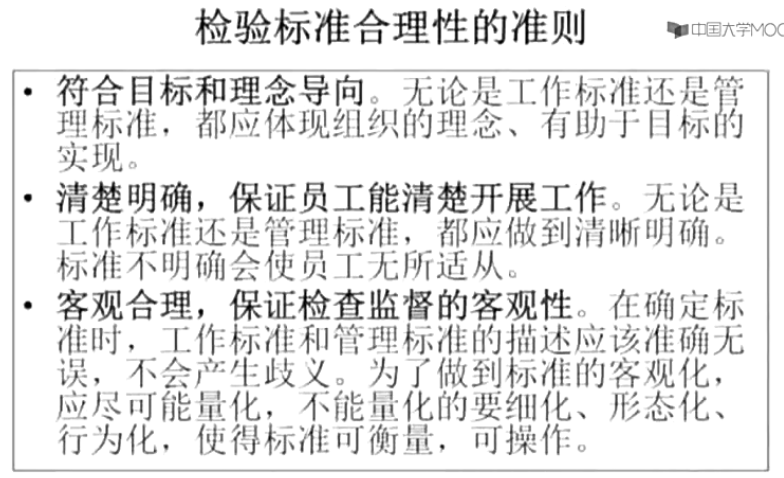 检验标准合理性的准则
中国大学MOO
• 符合目标和理念导向。无论是工作标准还是管
理标准，都应体现组织的理念、有助于目标的
实现。
• 清楚明确，保证员工能清楚开展工作。无论是
工作标准还是管理标准，都应做到清晰明确。
标准不明确会使员工无所适从。
• 客观合理，保证检查监督的客观性。在确定标
准时，工作标准和管理标准的描述应该准确无
误，不会产生歧义。为了做到标准的客观化，
应尽可能量化，不能量化的要细化、形态化、
行为化，使得标准可衡量，可操作。